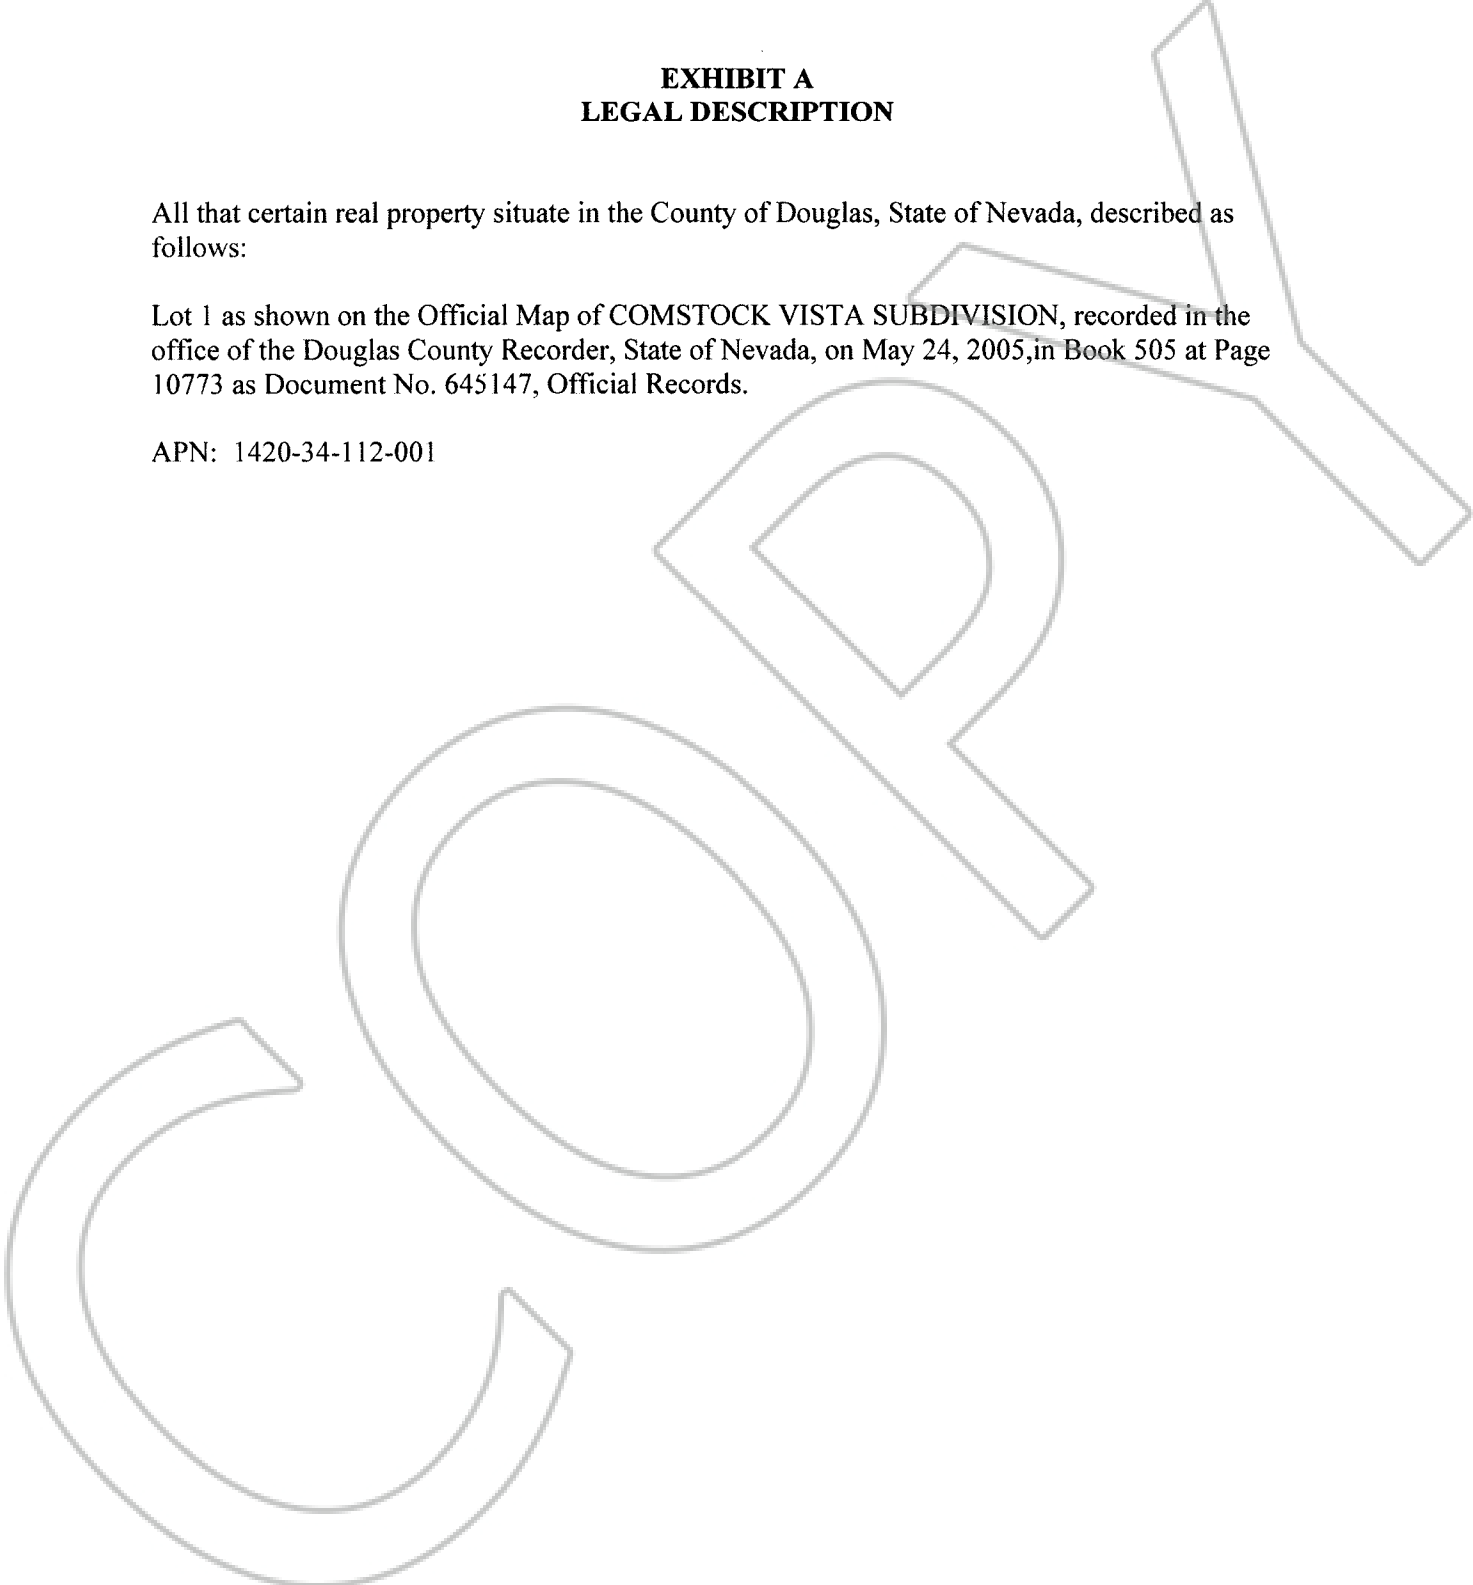 EXHIBIT A
LEGAL DESCRIPTION
All that certain real property situate in the County of Douglas, State of Nevada, described as
follows:
Lot 1 as shown on the Official Map of COMSTOCK VISTA SUBDIVISION, recorded in the
office of the Douglas County Recorder, State of Nevada, on May 24, 2005,in Book 505 at Page
10773 as Document No. 645147, Official Records.
APN: 1420-34-112-001
COPY